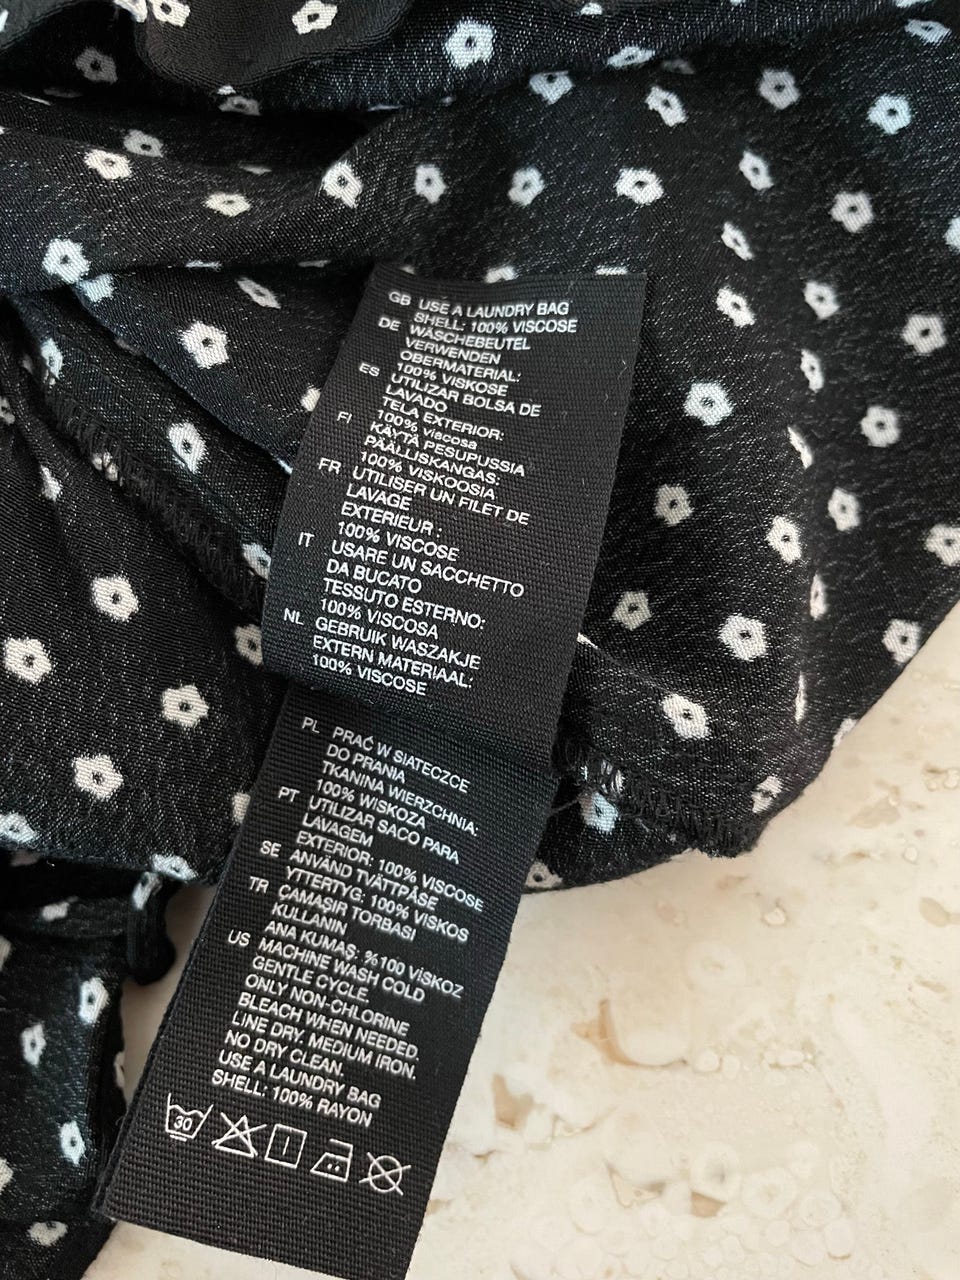 GB USE A LAUNDRY BAG
SHELL: 100% VISCOSE
DE WÄSCHEBEUTEL
VERWENDEN
OBERMATERIAL:
100% VISKOSE
ES UTILIZAR BOLSA DE
LAVADO
TELA EXTERIOR:
100% viscosa
FI KÄYTÄ PESUPUSSIA
PÄÄLLISKANGAS:
100% VISKOOSIA
FR UTILISER UN FILET DE
LAVAGE
EXTERIEUR :
100% VISCOSE
IT USARE UN SACCHETTO
DA BUCATO
TESSUTO ESTERNO:
100% VISCOSA
NL GEBRUIK WASZAKJE
EXTERN MATERIAAL:
100% VISCOSE
PL PRAĆ W SIATECZCE
DO PRANIA
TKANINA WIERZCHNIA:
100% WISKOZA
PT UTILIZAR SACO PARA
LAVAGEM
EXTERIOR: 100% VISCOSE
SE ANVÄND TVÄTTPÅSE
YTTERTYG: 100% VISKOS
TR ÇAMAŞIR TORBASI
KULLANIN
ANA KUMAŞ: %100 VISKOZ
US MACHINE WASH COLD
GENTLE CYCLE.
ONLY NON-CHLORINE
BLEACH WHEN NEEDED.
LINE DRY. MEDIUM IRON.
NO DRY CLEAN.
USE A LAUNDRY BAG
SHELL: 100% RAYON
30